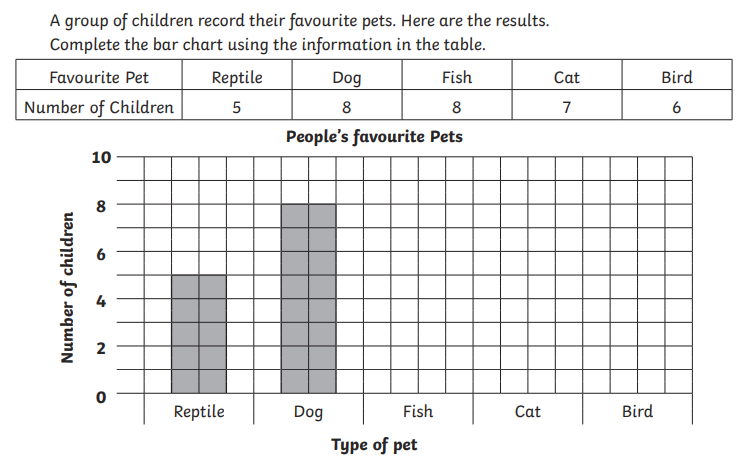 A group of children record their favourite pets. Here are the results.
Complete the bar chart using the information in the table.
Favourite Pet Reptile Dog Fish Cat Bird
Number of Children 5 8 8 7 6
People's favourite Pets
10
8
6
4
2
0
Number of children
Reptile Dog Fish Cat Bird
Type of pet